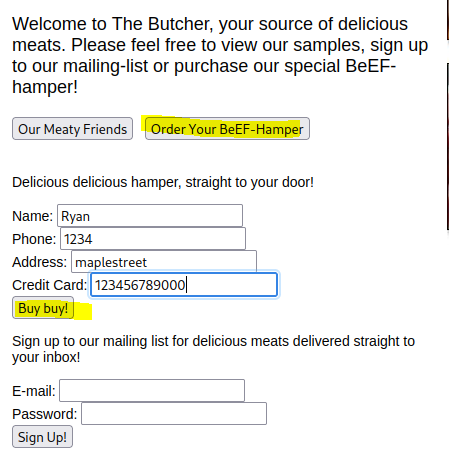 Welcome to The Butcher, your source of delicious
meats. Please feel free to view our samples, sign up
to our mailing-list or purchase our special BeEF-
hamper!
Our Meaty Friends Order Your BeEF-Hamper
Delicious delicious hamper, straight to your door!
Name: Ryan
Phone: 1234
Address: maplestreet
Credit Card: 123456789000
Buy buy!
Sign up to our mailing list for delicious meats delivered straight to
your inbox!
E-mail:
Password:
Sign Up!